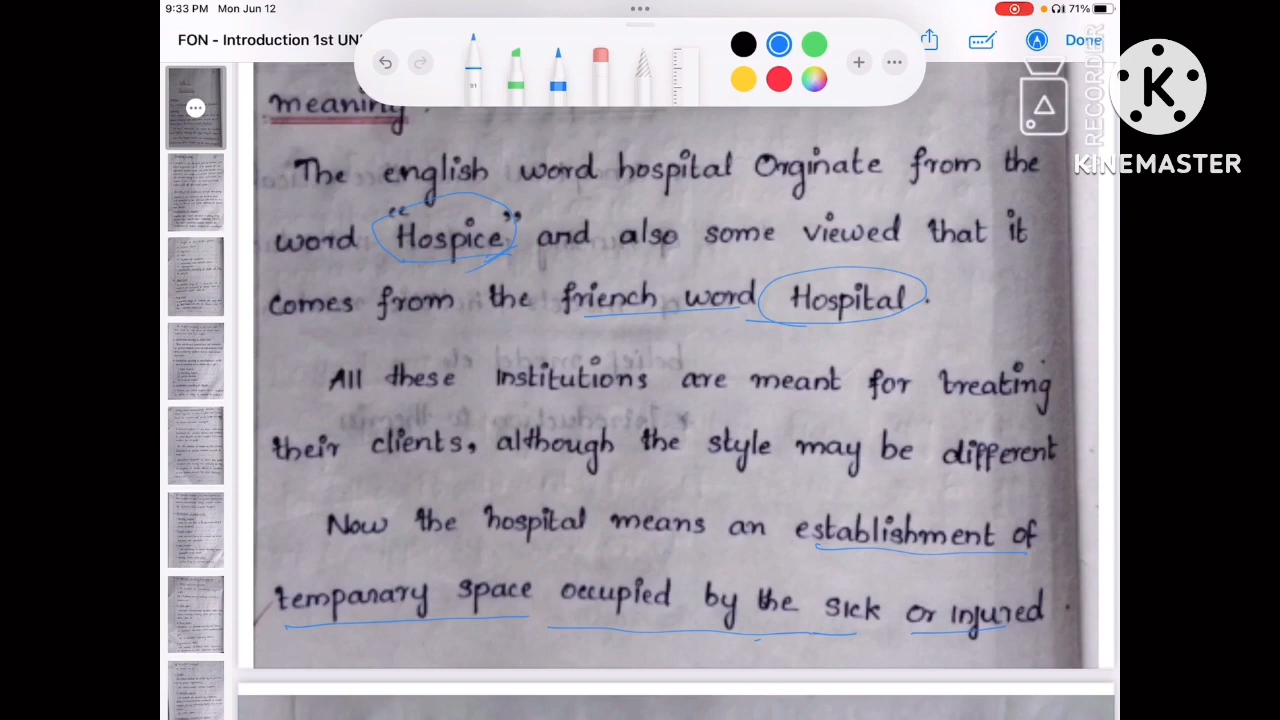 9:33 PM Mon Jun 12
71%
FON - Introduction 1st UNI
Done
91
RECORDER
KINEMASTER
meaning.
The english word hospital Orginate from the
word "Hospice" and also some viewed that it
comes from the friench word Hospital.
All these institutions are meant for treating
their clients, although the style may be different
Now the hospital means an establishment of
temparary space occupied by the sick or injured.